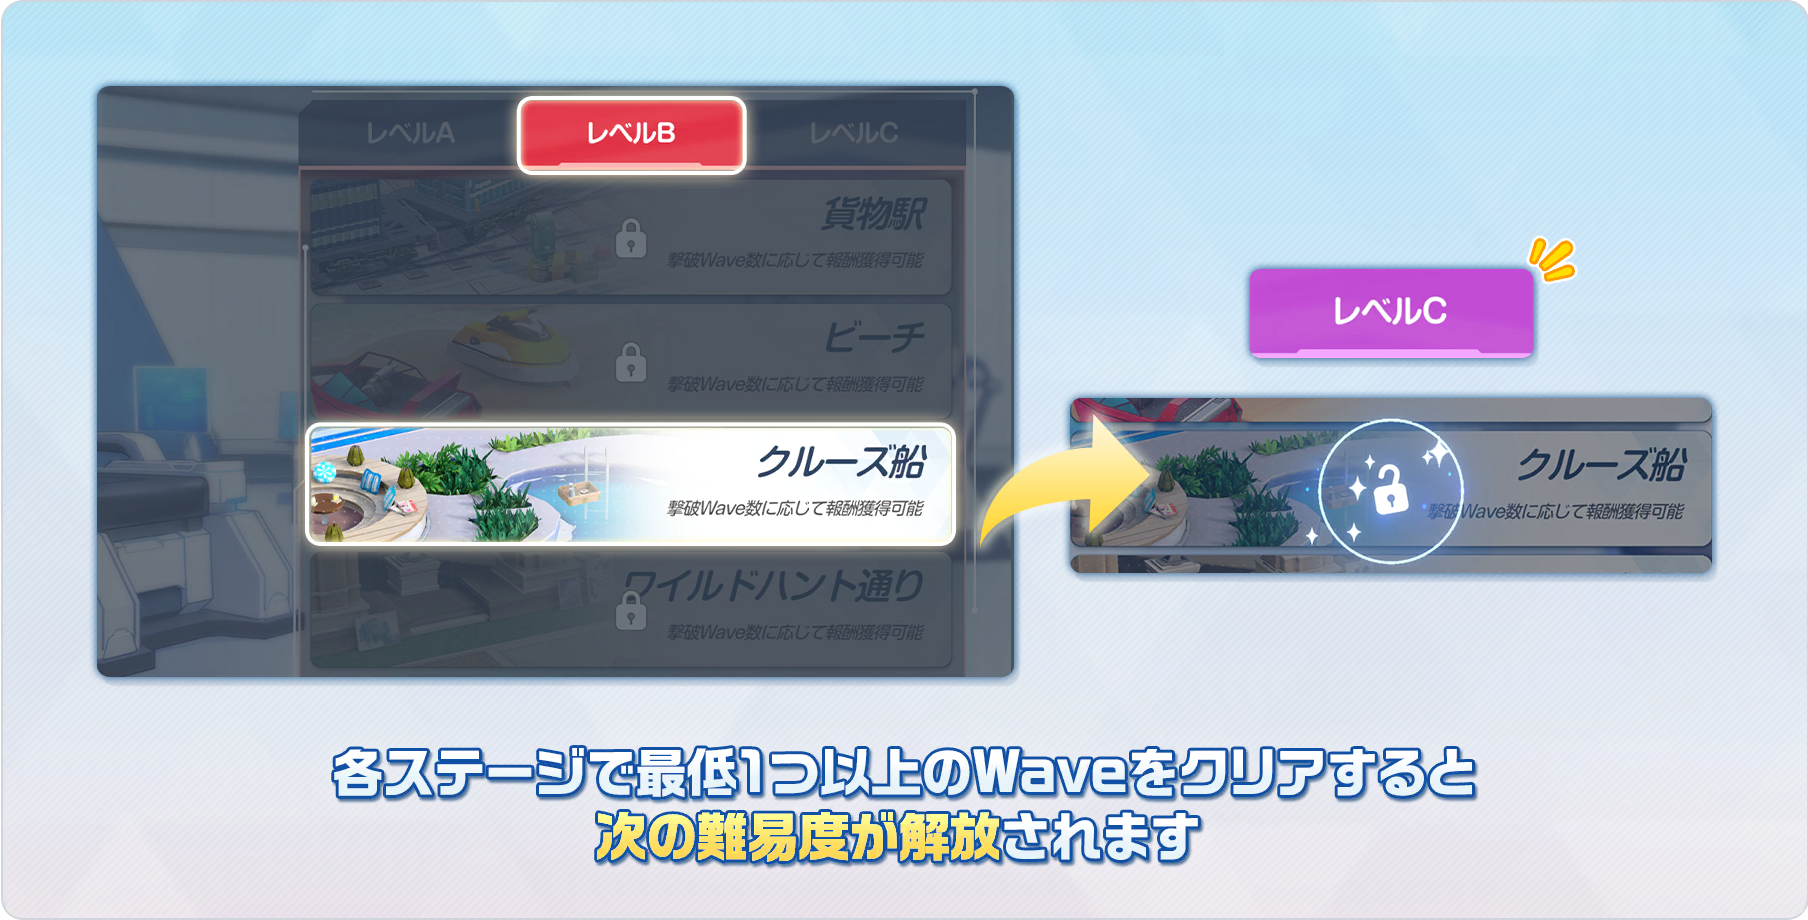 レベルA
レベルB
レベルC
貨物駅
撃破Wave数に応じて報酬獲得可能
ビーチ
撃破Wave数に応じて報酬獲得可能
クルーズ船
撃破Wave数に応じて報酬獲得可能
ワイルドハント通り
撃破Wave数に応じて報酬獲得可能
レベルC
クルーズ船
撃破Wave数に応じて報酬獲得可能
各ステージで最低1つ以上のWaveをクリアすると
次の難易度が解放されます